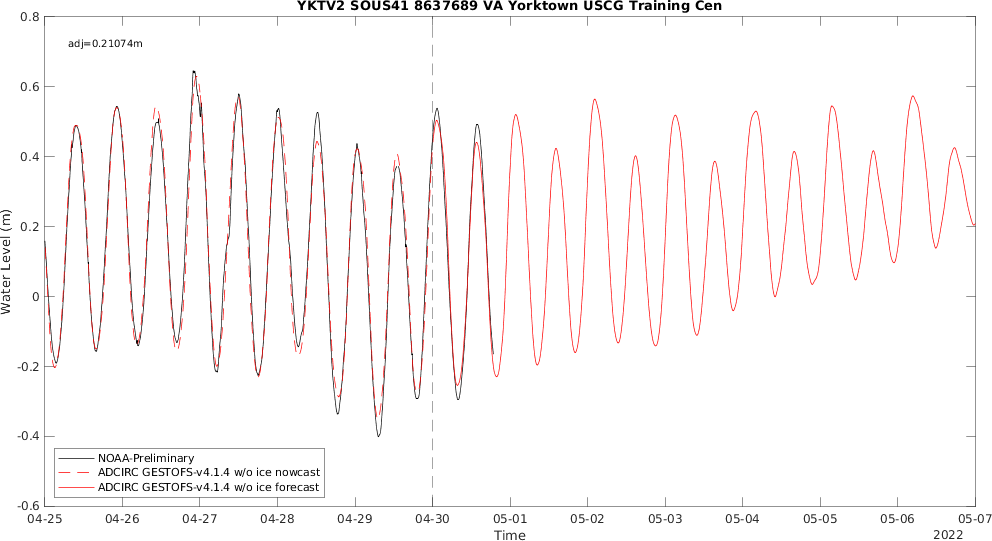 YKTV2 SOUS41 8637689 VA Yorktown USCG Training Cen
adj=0.21074m
0.8
0.6
0.4
0.2
0
-0.2
-0.4
-0.6
Water Level (m)
NOAA-Preliminary
ADCIRC GESTOFS-v4.1.4 w/o ice nowcast
ADCIRC GESTOFS-v4.1.4 w/o ice forecast
04-25 04-26 04-27 04-28 04-29 04-30 05-01 05-02 05-03 05-04 05-05 05-06 05-07
Time
2022